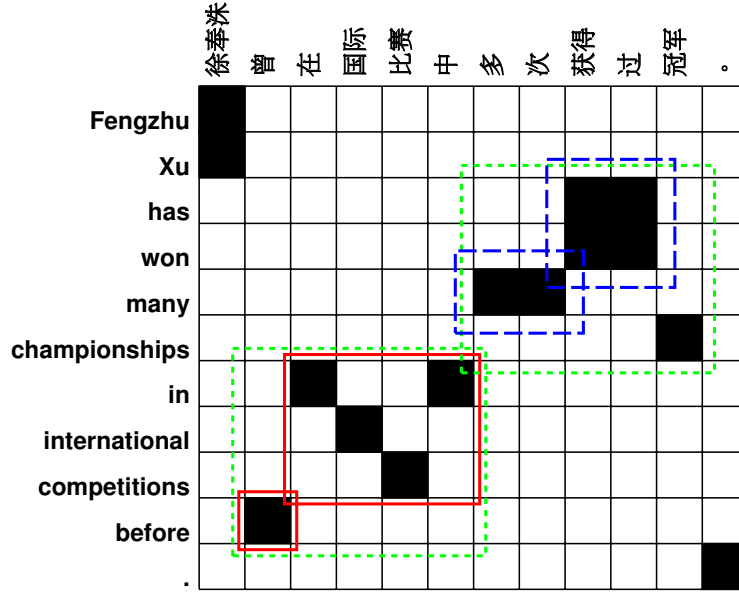 徐奉洙 曾 在 国际 比赛 中 多 次 获得 过 冠军 。
Fengzhu
Xu
has
won
many
championships
in
international
competitions
before
.